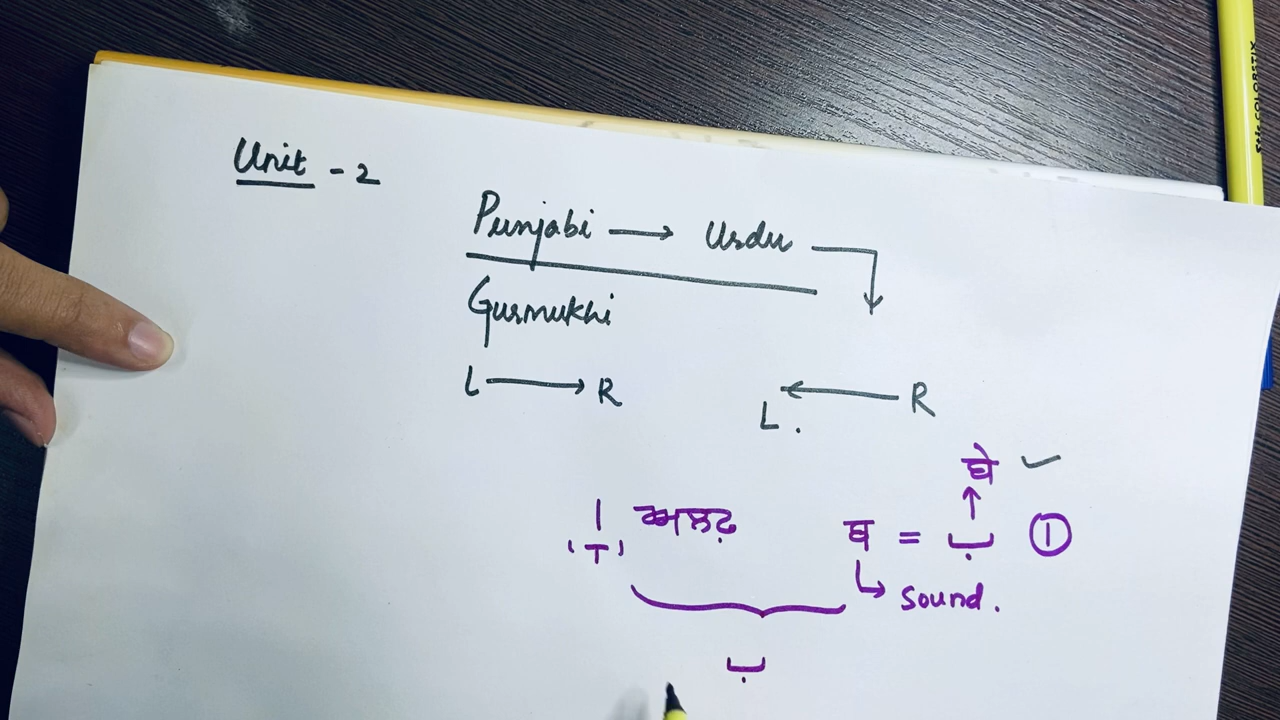 Unit - 2
Punjabi → Urdu
Gurmukhi
L → R
L. ← R
ਬੇ ✓
ا ਅਲਫ਼ ਬ = ب ①
'T'
↳ Sound.
ب